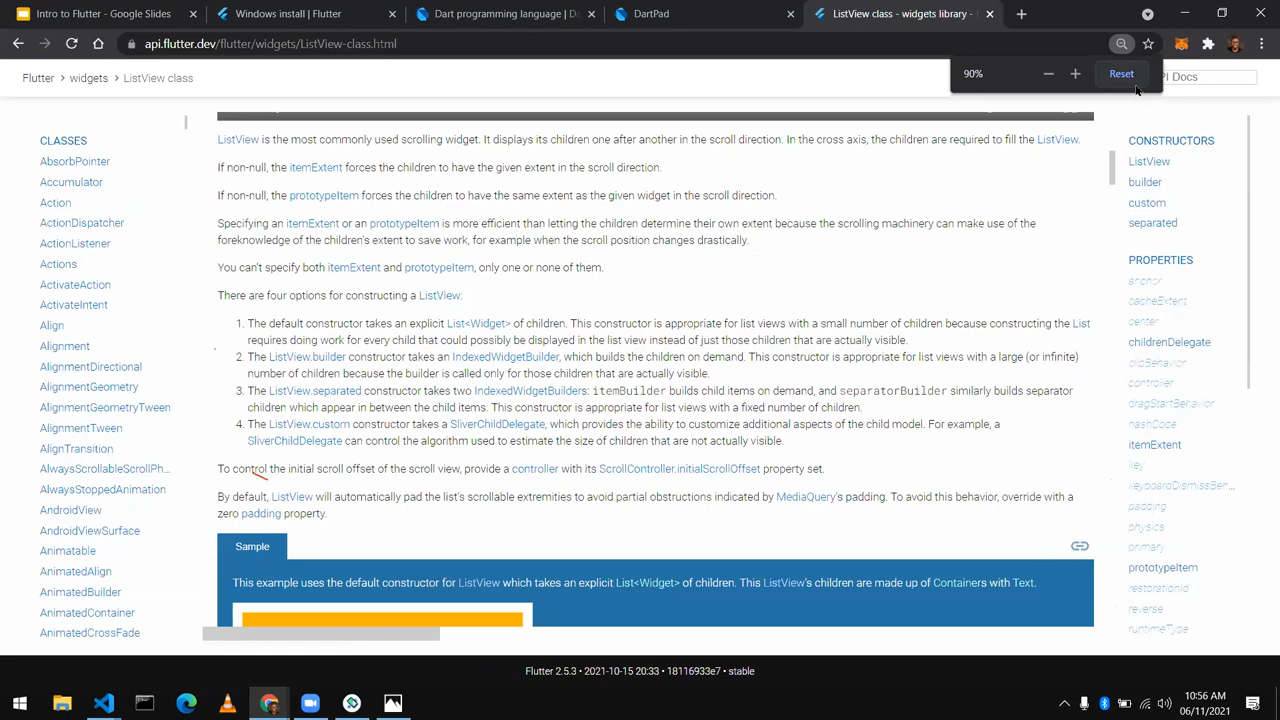 Intro to Flutter - Google Slides
Windows install | Flutter
Dart programming language | D
DartPad
ListView class - widgets library -
api.flutter.dev/flutter/widgets/ListView-class.html
Flutter > widgets > ListView class
90%
Reset
PI Docs
CLASSES
AbsorbPointer
Accumulator
Action
ActionDispatcher
ActionListener
Actions
ActivateAction
ActivateIntent
Align
Alignment
AlignmentDirectional
AlignmentGeometry
AlignmentGeometryTween
AlignmentTween
AlignTransition
AlwaysScrollableScrollPh...
AlwaysStoppedAnimation
AndroidView
AndroidViewSurface
Animatable
AnimatedAlign
AnimatedBuilder
AnimatedContainer
AnimatedCrossFade
ListView is the most commonly used scrolling widget. It displays its children one after another in the scroll direction. In the cross axis, the children are required to fill the ListView.
If non-null, the itemExtent forces the children to have the given extent in the scroll direction.
If non-null, the prototypeItem forces the children to have the same extent as the given widget in the scroll direction.
Specifying an itemExtent or an prototypeItem is more efficient than letting the children determine their own extent because the scrolling machinery can make use of the
foreknowledge of the children's extent to save work, for example when the scroll position changes drastically.
You can't specify both itemExtent and prototypeItem, only one or none of them.
There are four options for constructing a ListView:
1. The default constructor takes an explicit List<Widget> of children. This constructor is appropriate for list views with a small number of children because constructing the List
requires doing work for every child that could possibly be displayed in the list view instead of just those children that are actually visible.
2. The ListView.builder constructor takes an IndexedWidgetBuilder, which builds the children on demand. This constructor is appropriate for list views with a large (or infinite)
number of children because the builder is called only for those children that are actually visible.
3. The ListView.separated constructor takes two IndexedWidgetBuilders: itemBuilder builds child items on demand, and separatorBuilder similarly builds separator
children which appear in between the child items. This constructor is appropriate for list views with a fixed number of children.
4. The ListView.custom constructor takes a SliverChildDelegate, which provides the ability to customize additional aspects of the child model. For example, a
SliverChildDelegate can control the algorithm used to estimate the size of children that are not actually visible.
To control the initial scroll offset of the scroll view, provide a controller with its ScrollController.initialScrollOffset property set.
By default, ListView will automatically pad the list's scrollable extremities to avoid partial obstructions indicated by MediaQuery's padding. To avoid this behavior, override with a
zero padding property.
Sample
This example uses the default constructor for ListView which takes an explicit List<Widget> of children. This ListView's children are made up of Containers with Text.
CONSTRUCTORS
ListView
builder
custom
separated
PROPERTIES
anchor
cacheExtent
center
childrenDelegate
clipBehavior
controller
dragStartBehavior
hashCode
itemExtent
key
keyboardDismissBeh...
padding
physics
primary
prototypeItem
restorationId
reverse
runtimeType
Flutter 2.5.3 • 2021-10-15 20:33 • 18116933e7 • stable
10:56 AM
06/11/2021